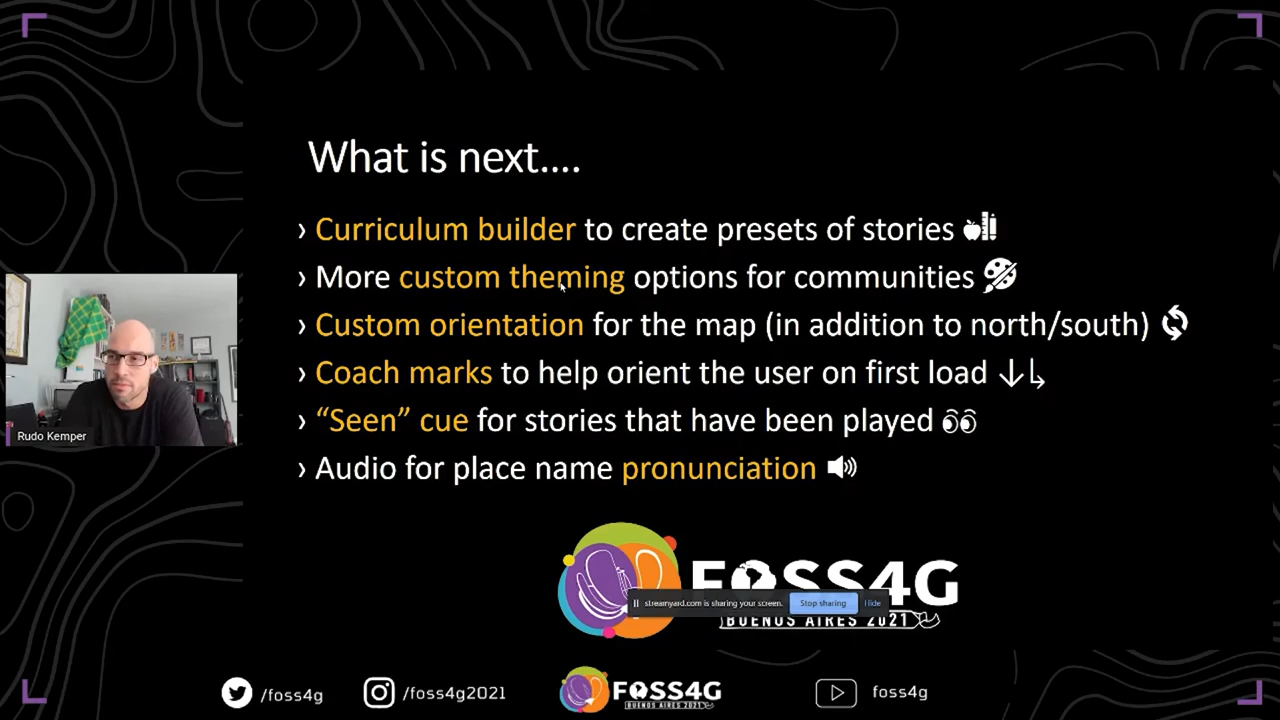 What is next....
› Curriculum builder to create presets of stories
› More custom theming options for communities
› Custom orientation for the map (in addition to north/south)
› Coach marks to help orient the user on first load
› “Seen” cue for stories that have been played
› Audio for place name pronunciation
Rudo Kemper
FOSS4G
streamyard.com is sharing your screen. Stop sharing Hide
BUENOS AIRES 2021
/foss4g
/foss4g2021
FOSS4G
BUENOS AIRES 2021
foss4g